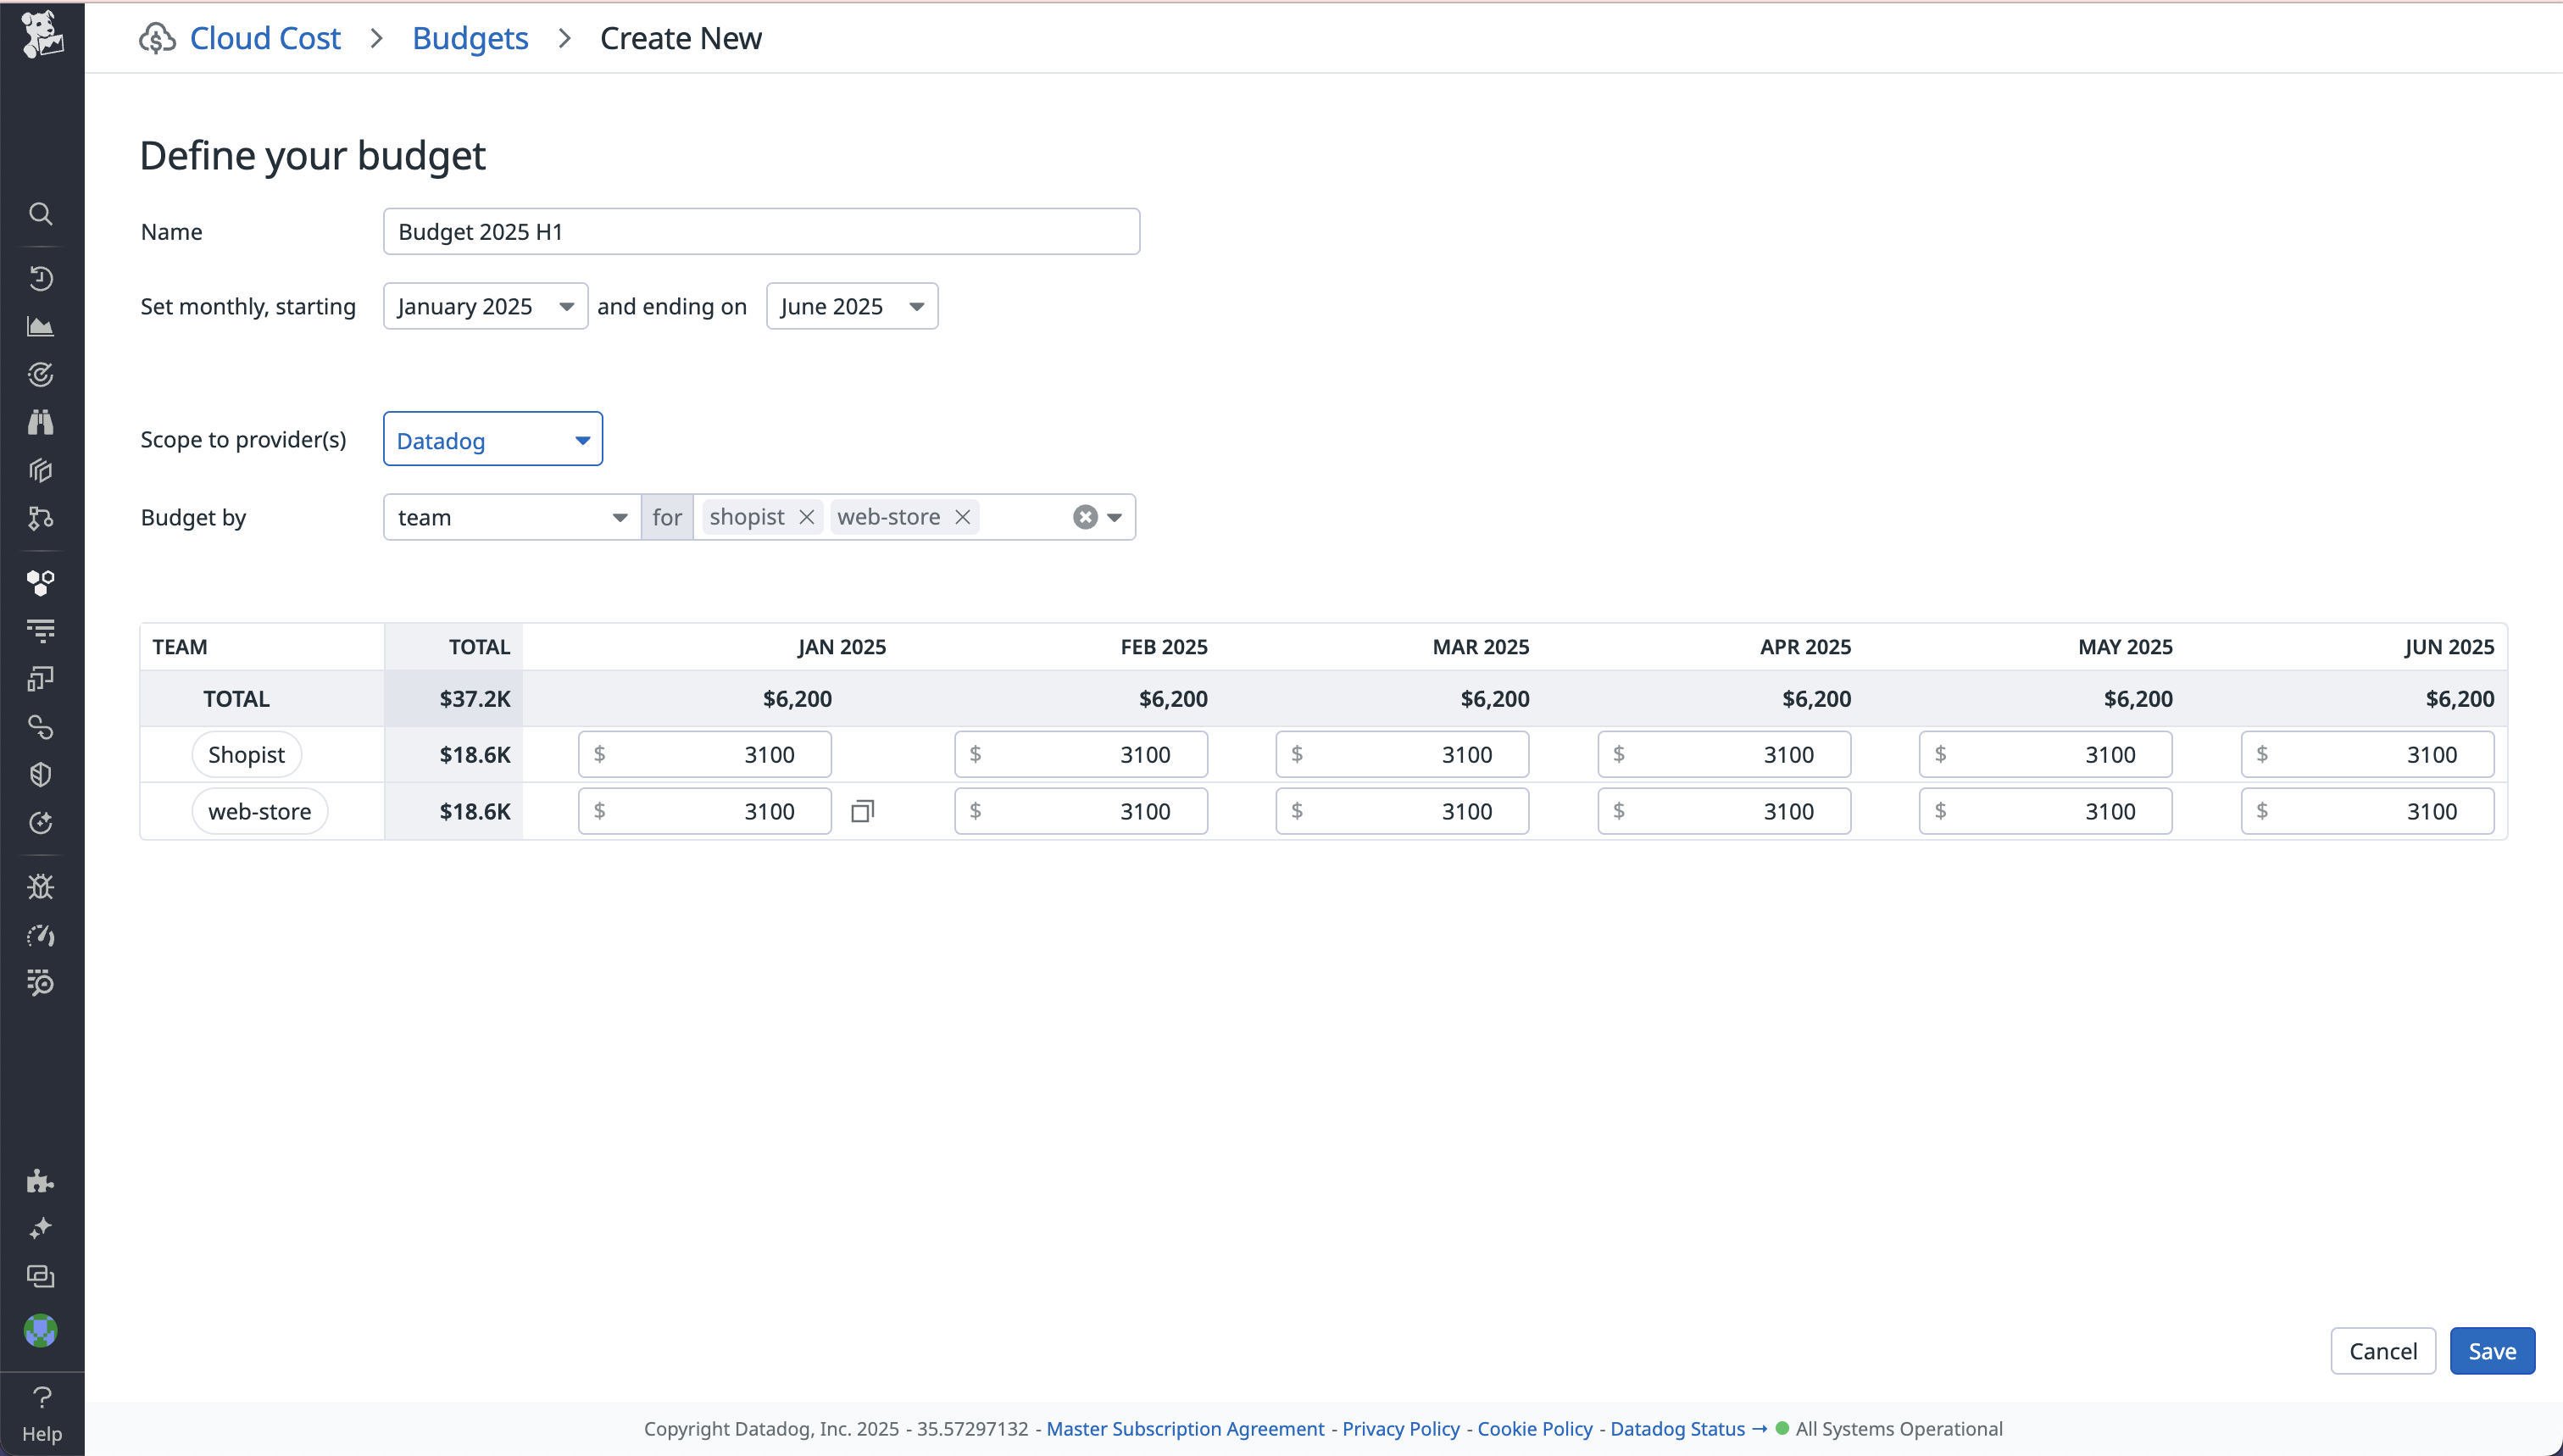 Cloud Cost > Budgets > Create New
Define your budget
Name Budget 2025 H1
Set monthly, starting January 2025 and ending on June 2025
Scope to provider(s) Datadog
Budget by team for shopist web-store
TEAM TOTAL JAN 2025 FEB 2025 MAR 2025 APR 2025 MAY 2025 JUN 2025
TOTAL $37.2K $6,200 $6,200 $6,200 $6,200 $6,200 $6,200
Shopist $18.6K $ 3100 $ 3100 $ 3100 $ 3100 $ 3100 $ 3100
web-store $18.6K $ 3100 $ 3100 $ 3100 $ 3100 $ 3100 $ 3100
Cancel Save
Help
Copyright Datadog, Inc. 2025 - 35.57297132 - Master Subscription Agreement - Privacy Policy - Cookie Policy - Datadog Status → All Systems Operational